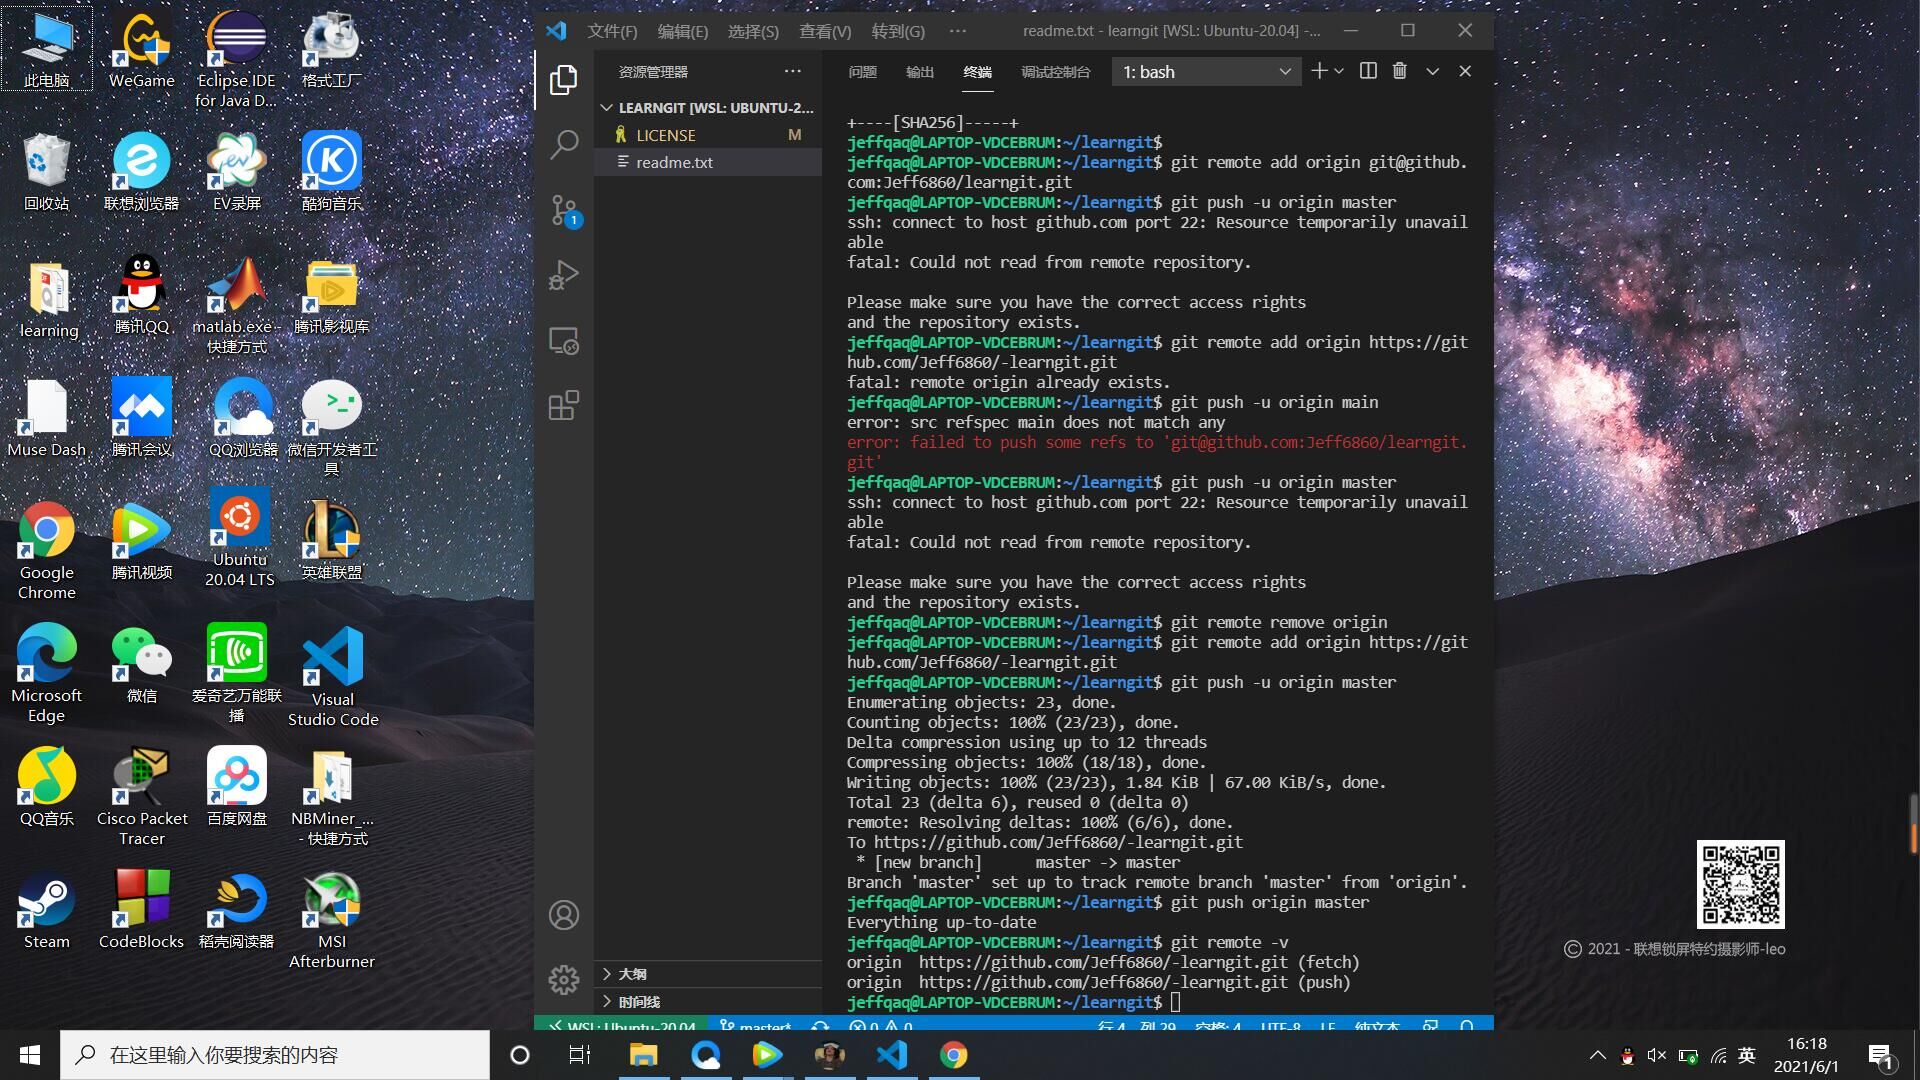 此电脑
WeGame
Eclipse IDE
for Java D...
格式工厂
回收站
联想浏览器
EV录屏
酷狗音乐
learning
腾讯QQ
matlab.exe -
快捷方式
腾讯影视库
Muse Dash
腾讯会议
QQ浏览器
微信开发者工
具
Google
Chrome
腾讯视频
Ubuntu
20.04 LTS
英雄联盟
Microsoft
Edge
微信
爱奇艺万能联
播
Visual
Studio Code
QQ音乐
Cisco Packet
Tracer
百度网盘
NBMiner_...
- 快捷方式
Steam
CodeBlocks
稻壳阅读器
MSI
Afterburner
文件(F) 编辑(E) 选择(S) 查看(V) 转到(G) ··· readme.txt - learngit [WSL: Ubuntu-20.04] -...
资源管理器 ···
LEARNGIT [WSL: UBUNTU-2...
LICENSE M
readme.txt
1
大纲
时间线
问题 输出 终端 调试控制台 1: bash
+----[SHA256]-----+
jeffqaq@LAPTOP-VDCEBRUM:~/learngit$
jeffqaq@LAPTOP-VDCEBRUM:~/learngit$ git remote add origin git@github.
com:Jeff6860/learngit.git
jeffqaq@LAPTOP-VDCEBRUM:~/learngit$ git push -u origin master
ssh: connect to host github.com port 22: Resource temporarily unavail
able
fatal: Could not read from remote repository.
Please make sure you have the correct access rights
and the repository exists.
jeffqaq@LAPTOP-VDCEBRUM:~/learngit$ git remote add origin https://git
hub.com/Jeff6860/-learngit.git
fatal: remote origin already exists.
jeffqaq@LAPTOP-VDCEBRUM:~/learngit$ git push -u origin main
error: src refspec main does not match any
error: failed to push some refs to 'git@github.com:Jeff6860/learngit.
git'
jeffqaq@LAPTOP-VDCEBRUM:~/learngit$ git push -u origin master
ssh: connect to host github.com port 22: Resource temporarily unavail
able
fatal: Could not read from remote repository.
Please make sure you have the correct access rights
and the repository exists.
jeffqaq@LAPTOP-VDCEBRUM:~/learngit$ git remote remove origin
jeffqaq@LAPTOP-VDCEBRUM:~/learngit$ git remote add origin https://git
hub.com/Jeff6860/-learngit.git
jeffqaq@LAPTOP-VDCEBRUM:~/learngit$ git push -u origin master
Enumerating objects: 23, done.
Counting objects: 100% (23/23), done.
Delta compression using up to 12 threads
Compressing objects: 100% (18/18), done.
Writing objects: 100% (23/23), 1.84 KiB | 67.00 KiB/s, done.
Total 23 (delta 6), reused 0 (delta 0)
remote: Resolving deltas: 100% (6/6), done.
To https://github.com/Jeff6860/-learngit.git
* [new branch] master -> master
Branch 'master' set up to track remote branch 'master' from 'origin'.
jeffqaq@LAPTOP-VDCEBRUM:~/learngit$ git push origin master
Everything up-to-date
jeffqaq@LAPTOP-VDCEBRUM:~/learngit$ git remote -v
origin https://github.com/Jeff6860/-learngit.git (fetch)
origin https://github.com/Jeff6860/-learngit.git (push)
jeffqaq@LAPTOP-VDCEBRUM:~/learngit$
WSL: Ubuntu-20.04 master* 0 0 行 4, 列 29 空格: 4 UTF-8 LF 纯文本
© 2021 - 联想锁屏特约摄影师-leo
在这里输入你要搜索的内容
英
16:18
2021/6/1
1